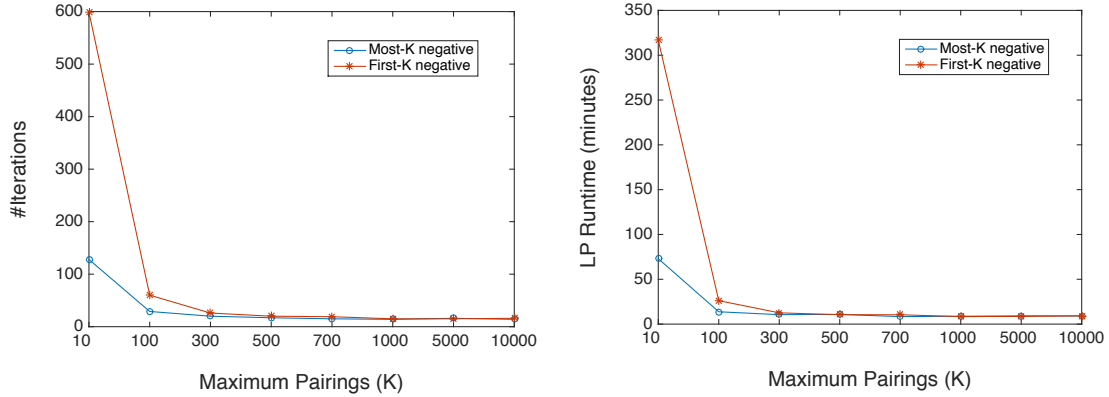 600
500
400
300
200
100
0
#Iterations
Most-K negative
First-K negative
10 100 300 500 700 1000 5000 10000
Maximum Pairings (K)
350
300
250
200
150
100
50
0
LP Runtime (minutes)
Most-K negative
First-K negative
10 100 300 500 700 1000 5000 10000
Maximum Pairings (K)